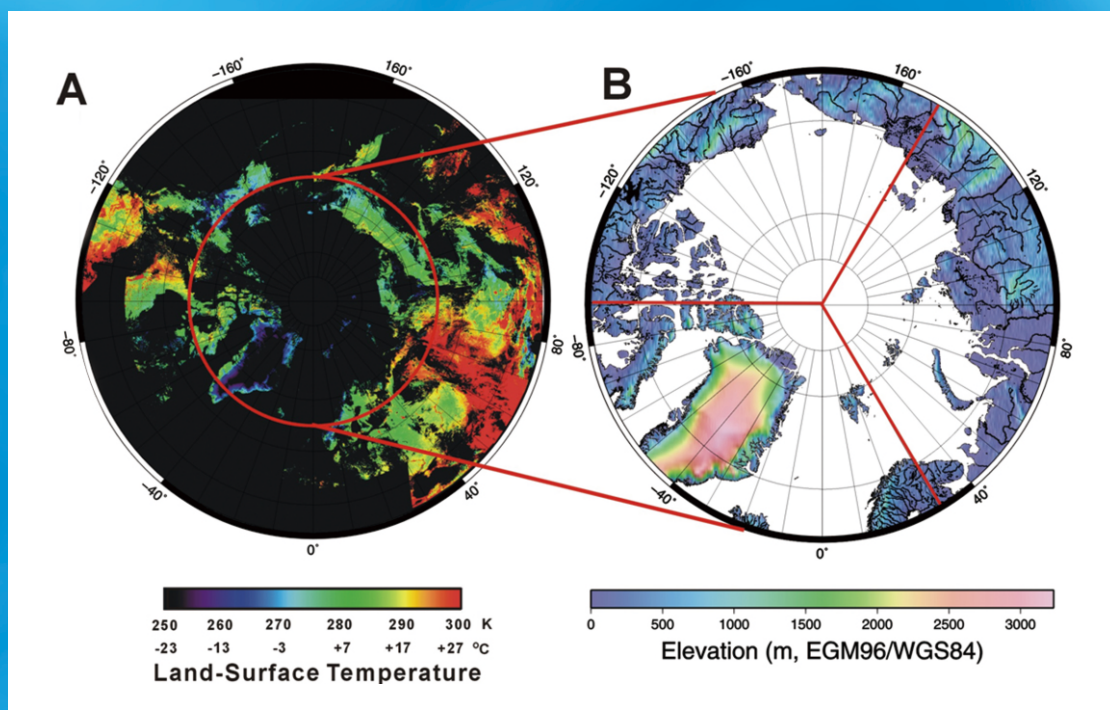 A
B
-160° 160°
-120° 120°
-80° 80°
-40° 40°
0°
-160° 160°
-120° 120°
-80° 80°
-40° 40°
0°
250 260 270 280 290 300 K
-23 -13 -3 +7 +17 +27 °C
Land-Surface Temperature
0 500 1000 1500 2000 2500 3000
Elevation (m, EGM96/WGS84)